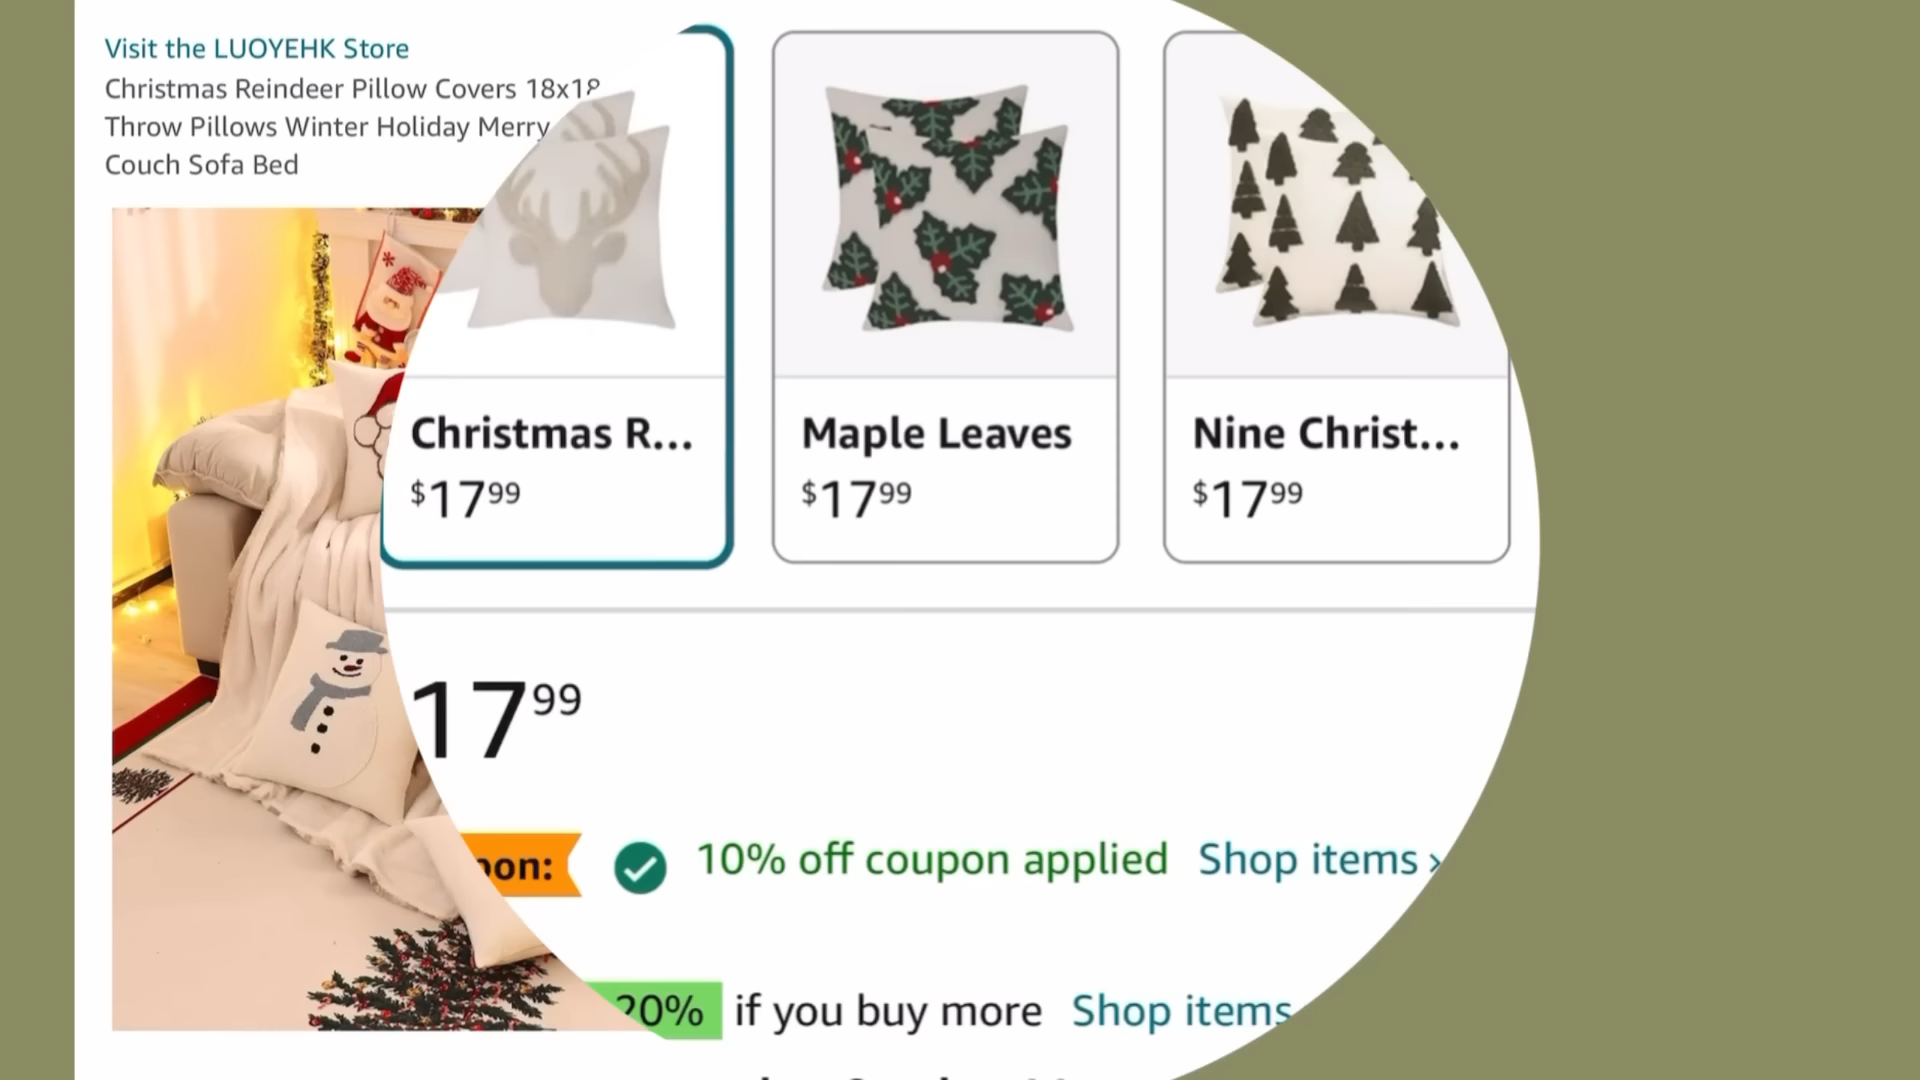 Visit the LUOYEHK Store
Christmas Reindeer Pillow Covers 18x18
Throw Pillows Winter Holiday Merry
Couch Sofa Bed
Christmas R...
$17 99
Maple Leaves
$17 99
Nine Christ...
$17 99
17 99
pon:
10% off coupon applied Shop items ›
20% if you buy more Shop items